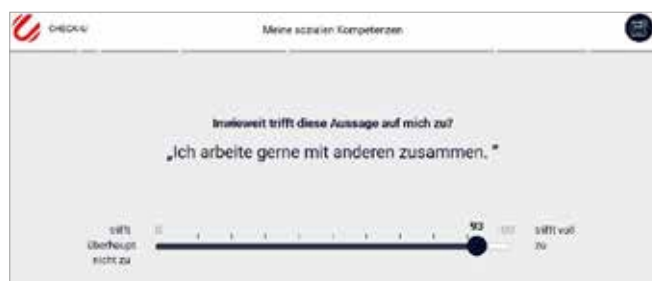 CHECK-U
Meine sozialen Kompetenzen
Inwieweit trifft diese Aussage auf mich zu?
„Ich arbeite gerne mit anderen zusammen. "
trifft
überhaupt
nicht zu
0
93
100
trifft voll
zu